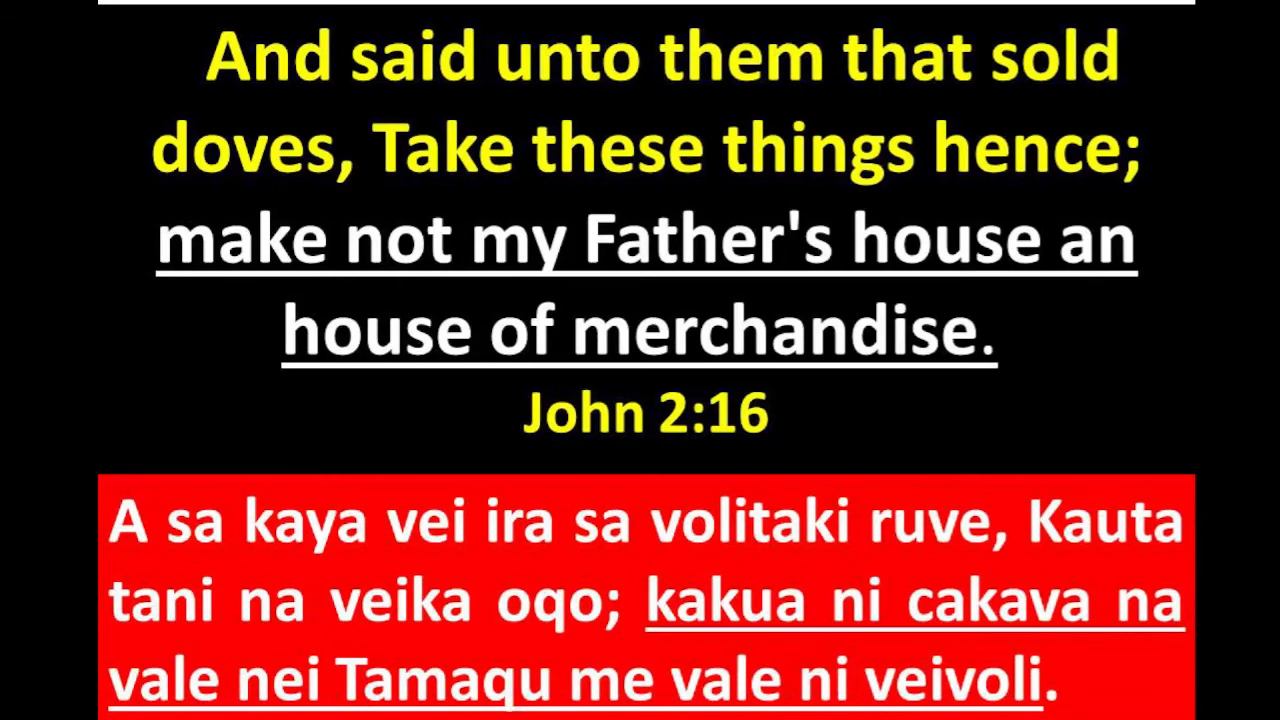 And said unto them that sold
doves, Take these things hence;
make not my Father's house an
house of merchandise.
John 2:16
A sa kaya vei ira sa volitaki ruve, Kauta
tani na veika oqo; kakua ni cakava na
vale nei Tamaqu me vale ni veivoli.